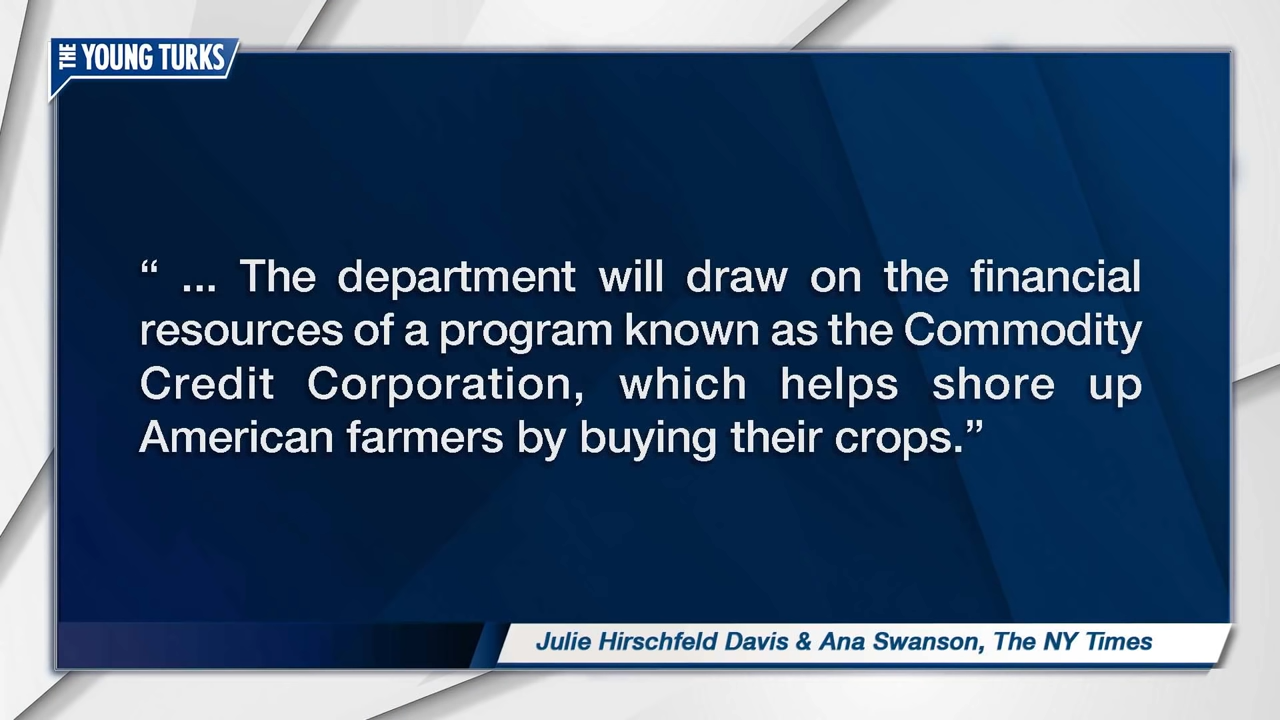 THE YOUNG TURKS
“ ... The department will draw on the financial
resources of a program known as the Commodity
Credit Corporation, which helps shore up
American farmers by buying their crops.”
Julie Hirschfeld Davis & Ana Swanson, The NY Times